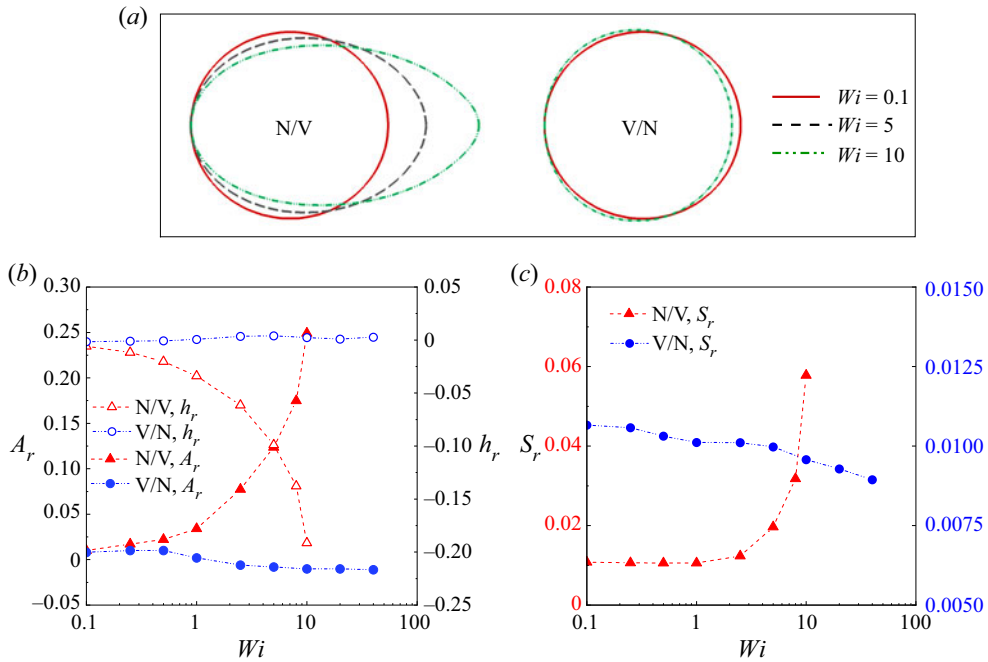 (a)
N/V
V/N
Wi = 0.1
Wi = 5
Wi = 10
(b)
0.30
0.25
0.20
0.15
0.10
0.05
0
–0.05
A_r
N/V, h_r
V/N, h_r
N/V, A_r
V/N, A_r
0.05
0
–0.05
–0.10
–0.15
–0.20
–0.25
h_r
0.1
1
10
100
Wi
(c)
0.08
0.06
0.04
0.02
0
S_r
N/V, S_r
V/N, S_r
0.0150
0.0125
0.0100
0.0075
0.0050
0.1
1
10
100
Wi